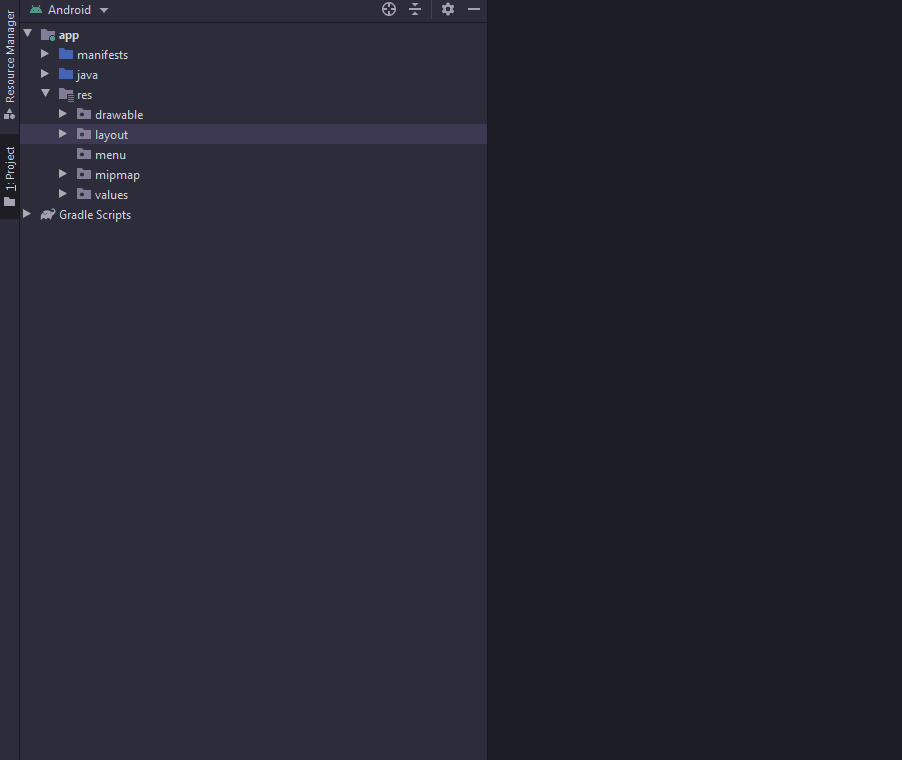 Android
Resource Manager
1: Project
app
manifests
java
res
drawable
layout
menu
mipmap
values
Gradle Scripts